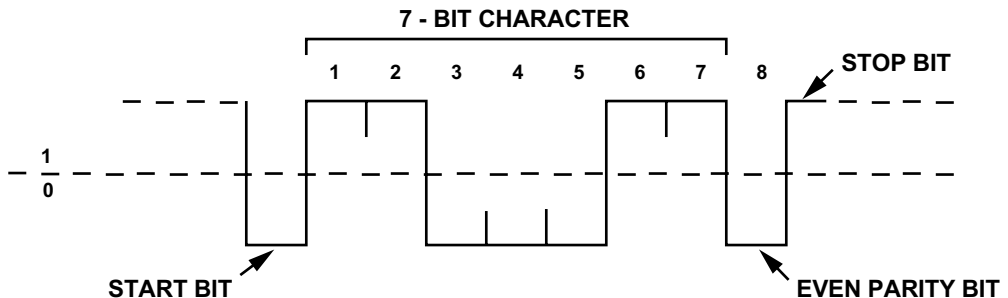 7 - BIT CHARACTER
1 2 3 4 5 6 7 8
STOP BIT
1
0
START BIT
EVEN PARITY BIT